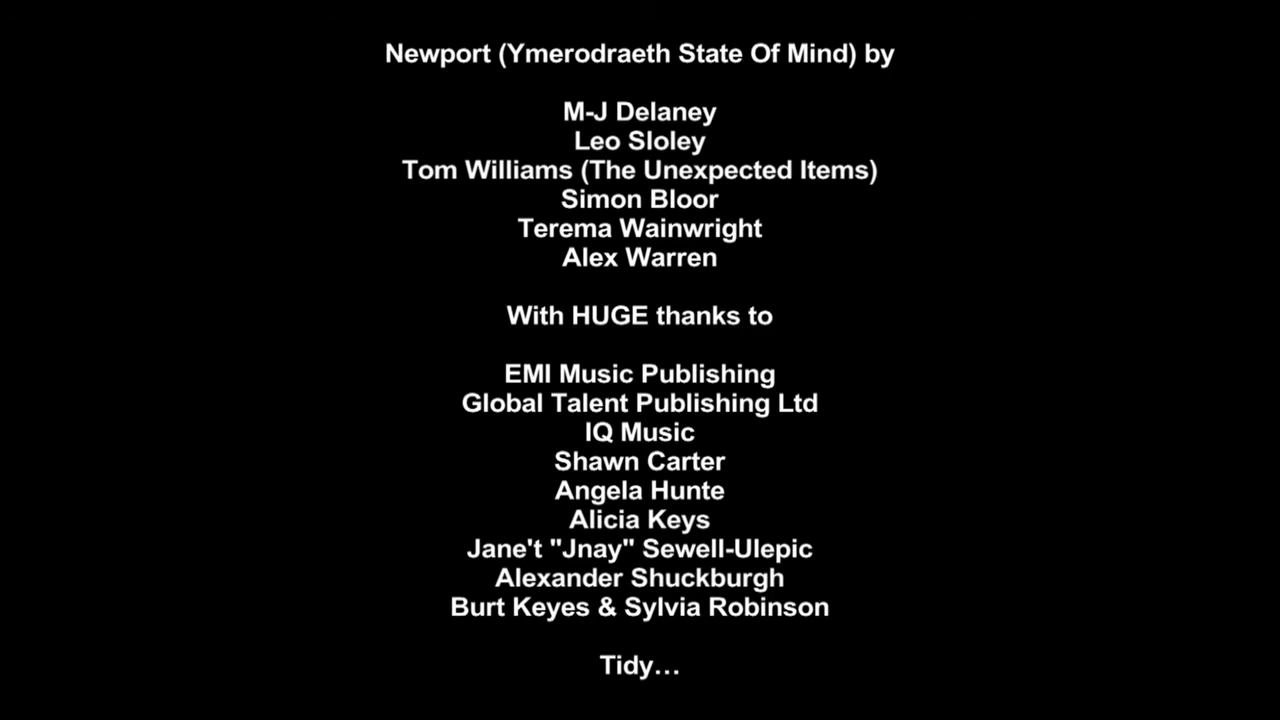 Newport (Ymerodraeth State Of Mind) by
M-J Delaney
Leo Sloley
Tom Williams (The Unexpected Items)
Simon Bloor
Terema Wainwright
Alex Warren
With HUGE thanks to
EMI Music Publishing
Global Talent Publishing Ltd
IQ Music
Shawn Carter
Angela Hunte
Alicia Keys
Jane't "Jnay" Sewell-Ulepic
Alexander Shuckburgh
Burt Keyes & Sylvia Robinson
Tidy…